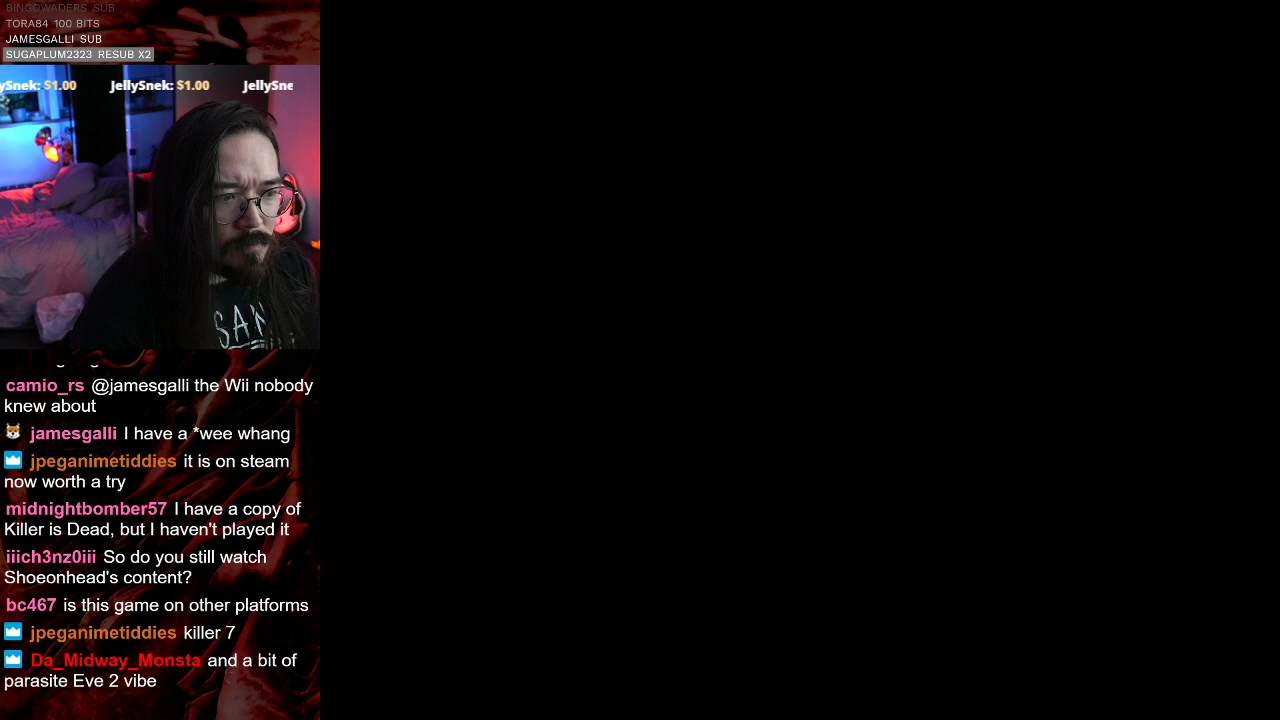 BINGOWADERS SUB
TORA84 100 BITS
JAMESGALLI SUB
SUGAPLUM2323 RESUB X2
ySnek: $1.00 JellySnek: $1.00 JellySne
SAN
camio_rs @jamesgalli the Wii nobody
knew about
jamesgalli I have a *wee whang
jpeganimetiddies it is on steam
now worth a try
midnightbomber57 I have a copy of
Killer is Dead, but I haven't played it
iiich3nz0iii So do you still watch
Shoeonhead's content?
bc467 is this game on other platforms
jpeganimetiddies killer 7
Da_Midway_Monsta and a bit of
parasite Eve 2 vibe